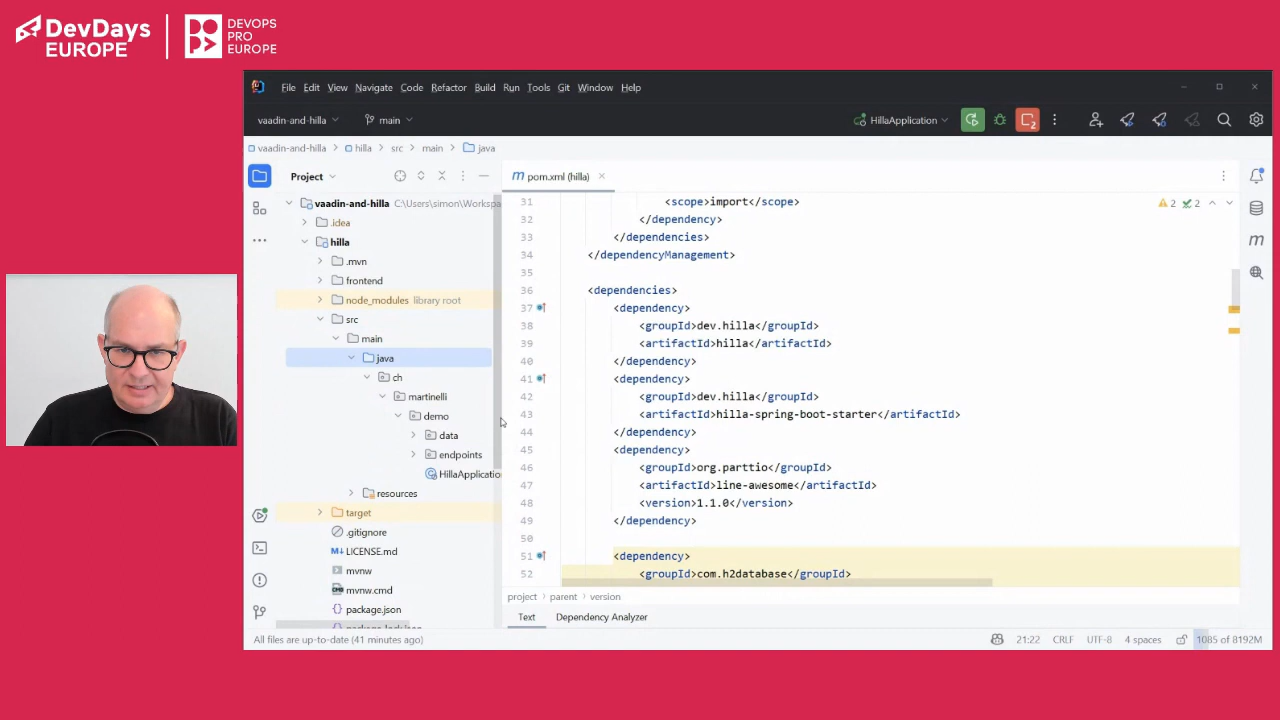 DevDays
EUROPE
DEVOPS
PRO
EUROPE
File Edit View Navigate Code Refactor Build Run Tools Git Window Help
vaadin-and-hilla main HillaApplication 2
vaadin-and-hilla > hilla > src > main > java
Project
pom.xml (hilla)
vaadin-and-hilla C:\Users\simon\Workspa
.idea
hilla
.mvn
frontend
node_modules library root
src
main
java
ch
martinelli
demo
data
endpoints
HillaApplicatio
resources
target
.gitignore
LICENSE.md
mvnw
mvnw.cmd
package.json
31 <scope>import</scope>
32 </dependency>
33 </dependencies>
34 </dependencyManagement>
35
36 <dependencies>
37 <dependency>
38 <groupId>dev.hilla</groupId>
39 <artifactId>hilla</artifactId>
40 </dependency>
41 <dependency>
42 <groupId>dev.hilla</groupId>
43 <artifactId>hilla-spring-boot-starter</artifactId>
44 </dependency>
45 <dependency>
46 <groupId>org.parttio</groupId>
47 <artifactId>line-awesome</artifactId>
48 <version>1.1.0</version>
49 </dependency>
50
51 <dependency>
52 <groupId>com.h2database</groupId>
2 2
project > parent > version
Text Dependency Analyzer
All files are up-to-date (41 minutes ago)
21:22 CRLF UTF-8 4 spaces 1085 of 8192M